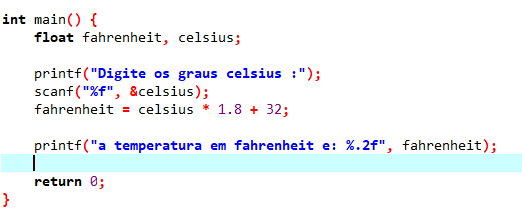 int main() {
    float fahrenheit, celsius;
    printf("Digite os graus celsius :");
    scanf("%f", &celsius);
    fahrenheit = celsius * 1.8 + 32;
    printf("a temperatura em fahrenheit e: %.2f", fahrenheit);
    return 0;
}